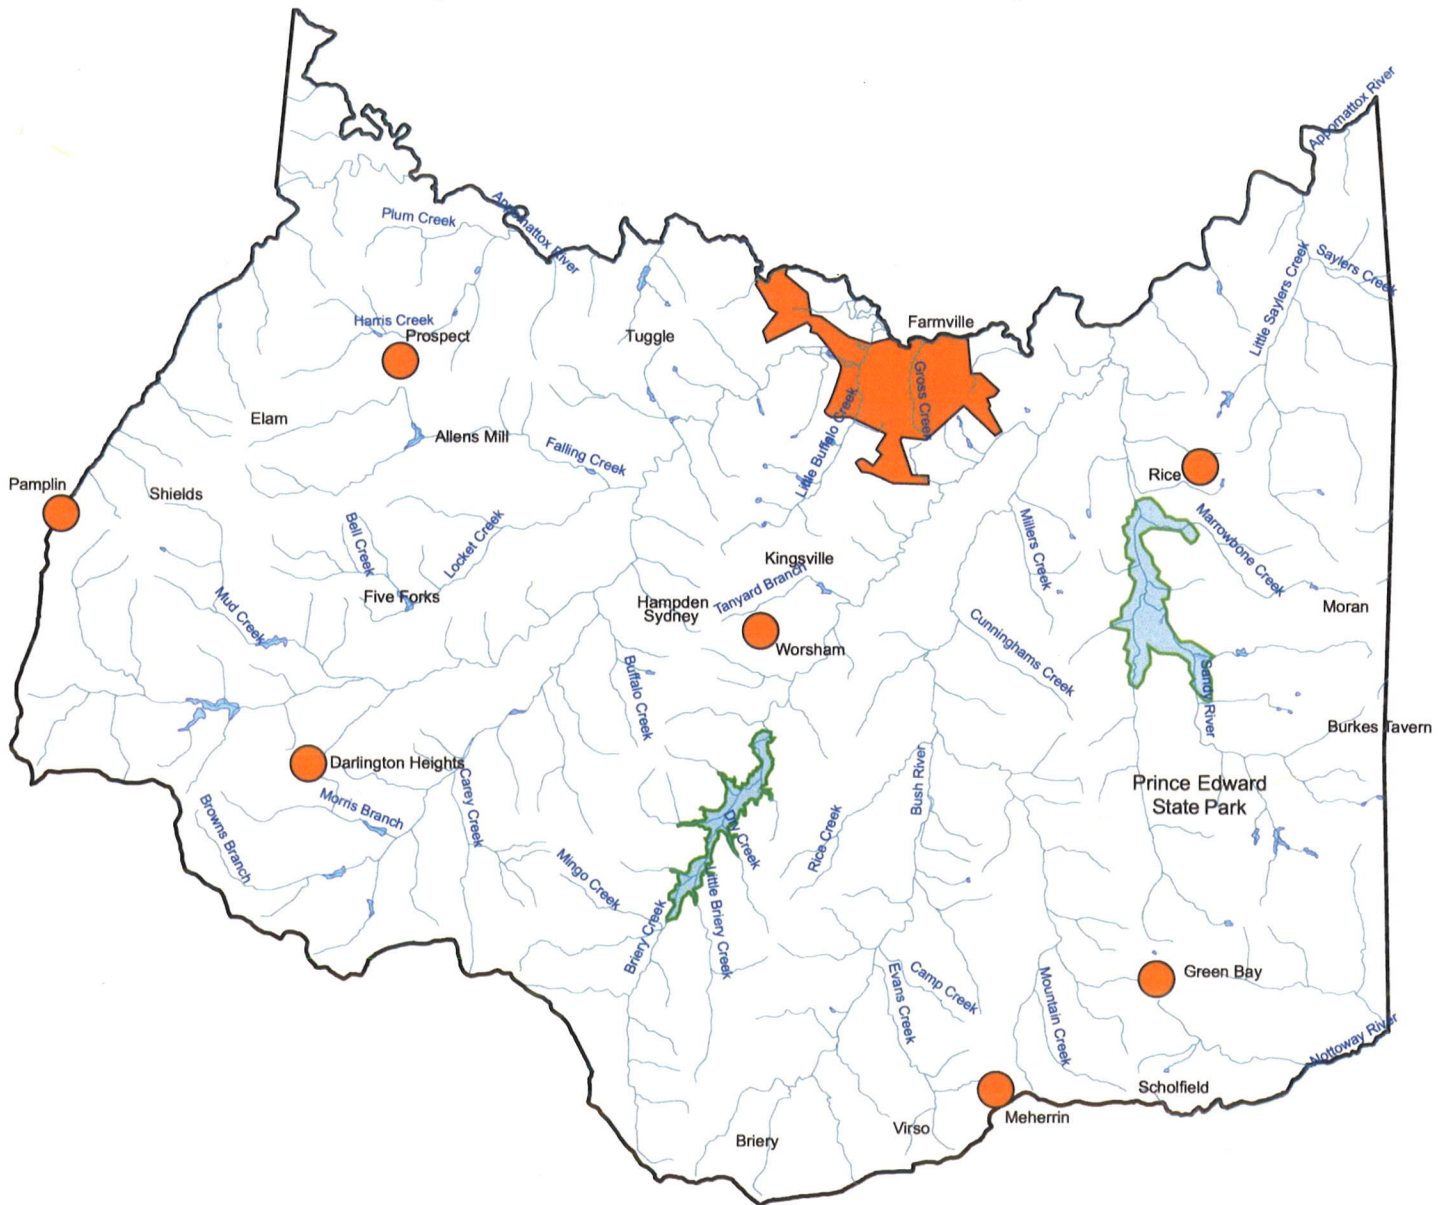 Appomattox River
Plum Creek
Appomattox River
Saylers Creek
Little Saylers Creek
Harris Creek
Prospect
Tuggle
Farmville
Gross Creek
Little Buffalo Creek
Elam
Allens Mill
Falling Creek
Rice
Pamplin
Shields
Bell Creek
Locket Creek
Millers Creek
Marrowbone Creek
Kingsville
Tanyard Branch
Five Forks
Hampden
Sydney
Moran
Mud Creek
Worsham
Cunninghams Creek
Buffalo Creek
Sandy River
Burkes Tavern
Darlington Heights
Prince Edward
State Park
Carey Creek
Bush River
Morris Branch
Browns Branch
Rice Creek
Dry Creek
Mingo Creek
Little Briery Creek
Briery Creek
Green Bay
Camp Creek
Evans Creek
Mountain Creek
Nottoway River
Scholfield
Meherrin
Virso
Briery